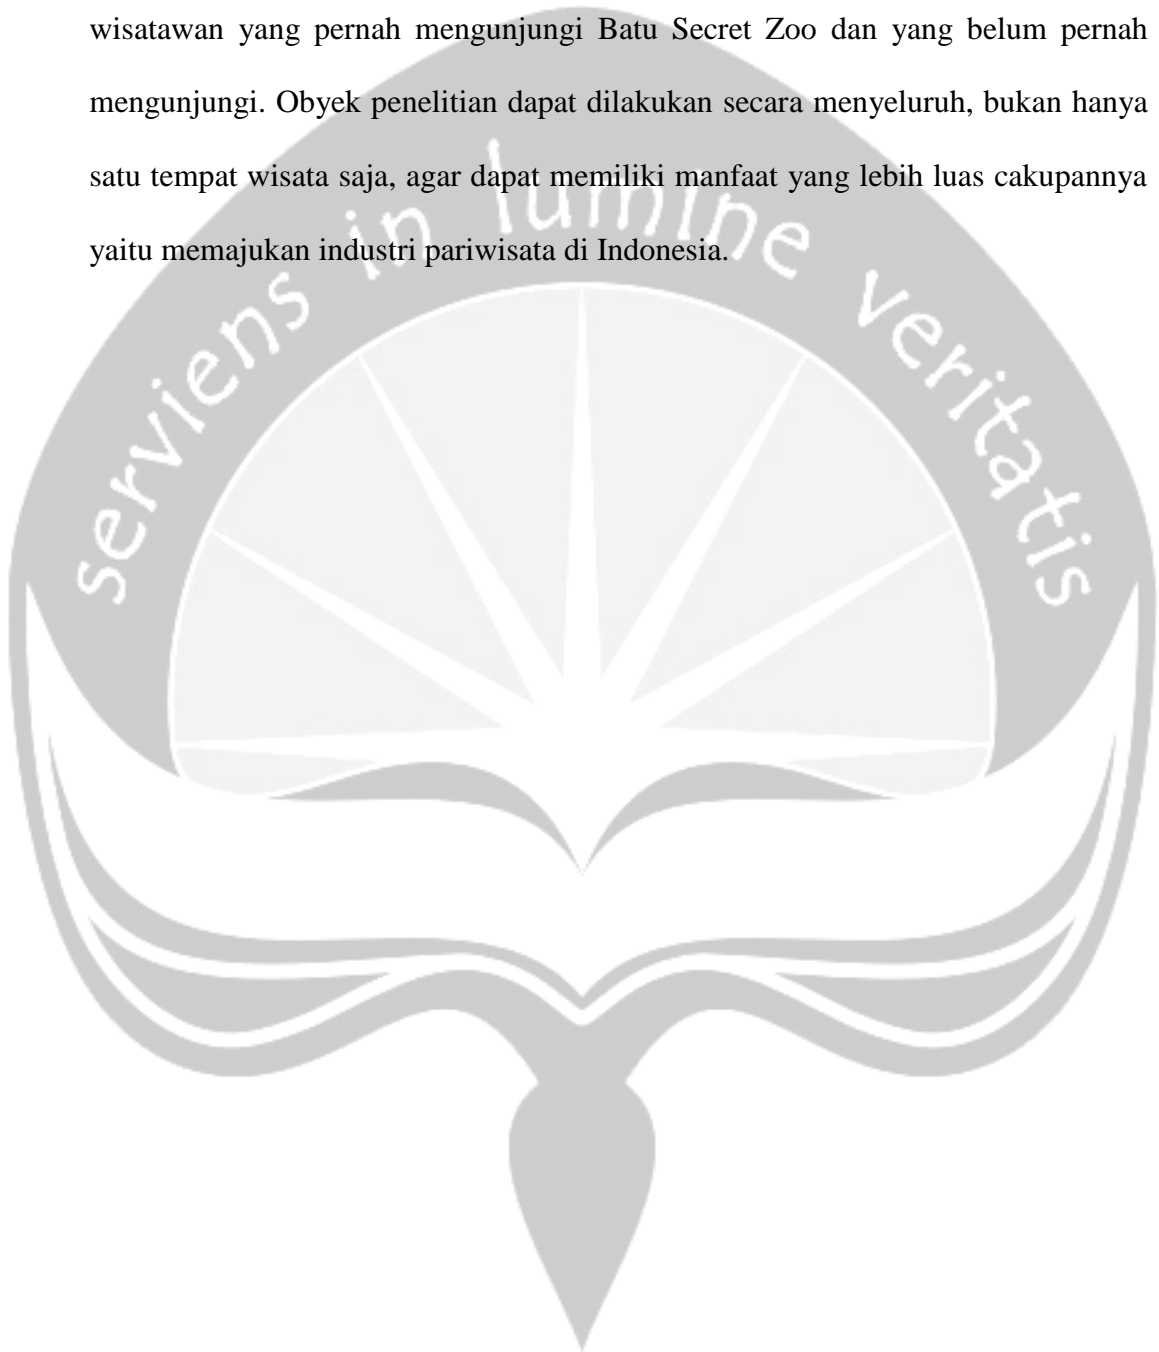 wisatawan yang pernah mengunjungi Batu Secret Zoo dan yang belum pernah
mengunjungi. Obyek penelitian dapat dilakukan secara menyeluruh, bukan hanya
satu tempat wisata saja, agar dapat memiliki manfaat yang lebih luas cakupannya
yaitu memajukan industri pariwisata di Indonesia.
serviens in lumine veritatis